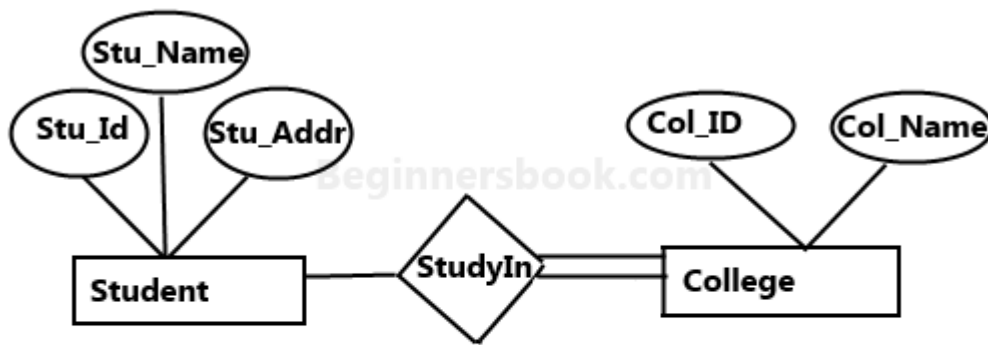 Stu_Name
Stu_Id
Stu_Addr
Col_ID
Col_Name
Beginnersbook.com
Student
StudyIn
College